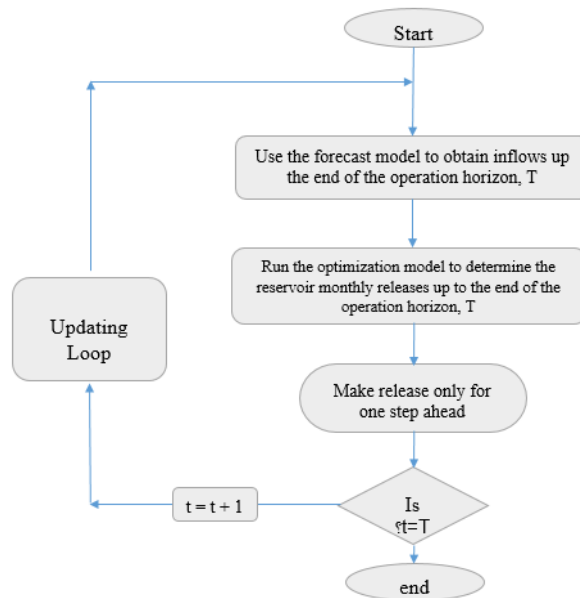 Start
Use the forecast model to obtain inflows up
the end of the operation horizon, T
Run the optimization model to determine the
reservoir monthly releases up to the end of the
operation horizon, T
Updating
Loop
Make release only for
one step ahead
t = t + 1
Is
؟t=T
end